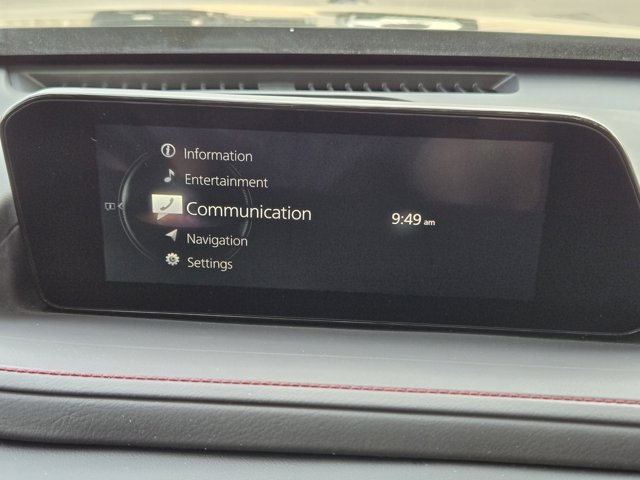 Information
Entertainment
Communication
9:49 am
Navigation
Settings